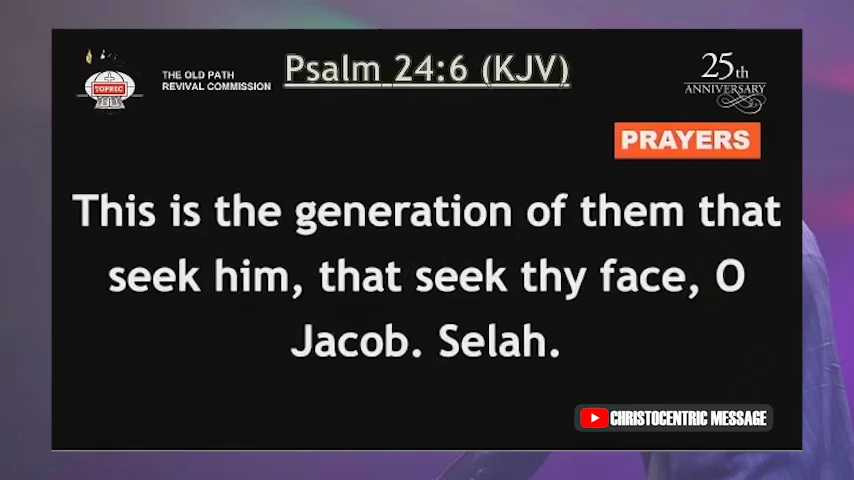 Psalm 24:6 (KJV)
TOPREC
THE OLD PATH
REVIVAL COMMISSION
25th
ANNIVERSARY
PRAYERS
This is the generation of them that
seek him, that seek thy face, O
Jacob. Selah.
CHRISTOCENTRIC MESSAGE